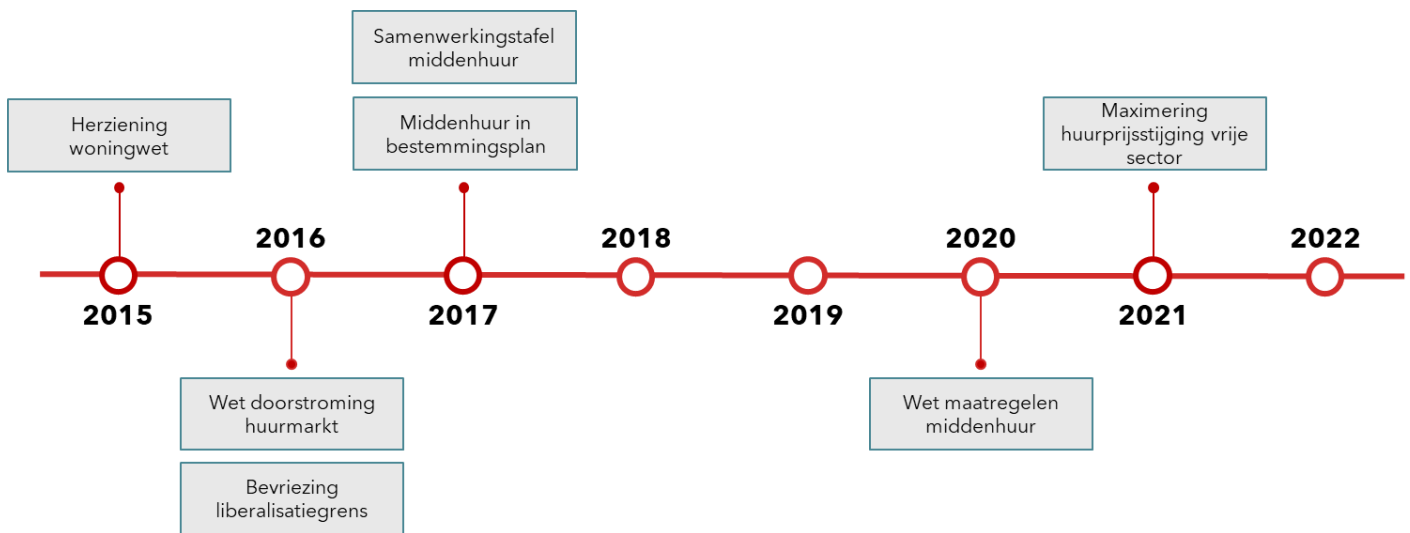 Samenwerkingstafel
middenhuur
Herziening
woningwet
Middenhuur in
bestemmingsplan
Maximering
huurprijsstijging vrije
sector
2016
2018
2020
2022
2015
2017
2019
2021
Wet doorstroming
huurmarkt
Wet maatregelen
middenhuur
Bevriezing
liberalisatiegrens